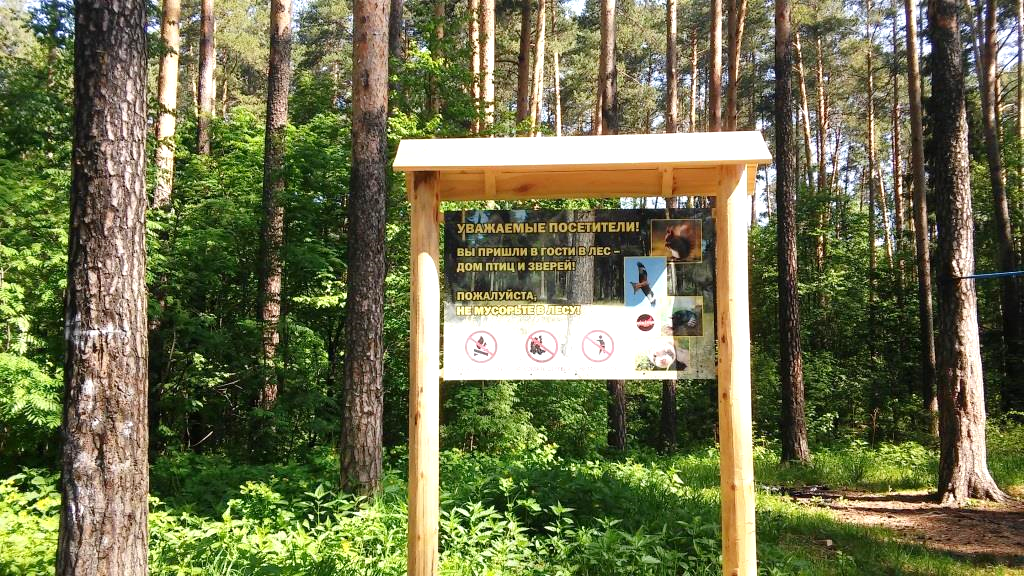 УВАЖАЕМЫЕ ПОСЕТИТЕЛИ!
ВЫ ПРИШЛИ В ГОСТИ В ЛЕС –
ДОМ ПТИЦ И ЗВЕРЕЙ!
ПОЖАЛУЙСТА,
НЕ МУСОРЬТЕ В ЛЕСУ!